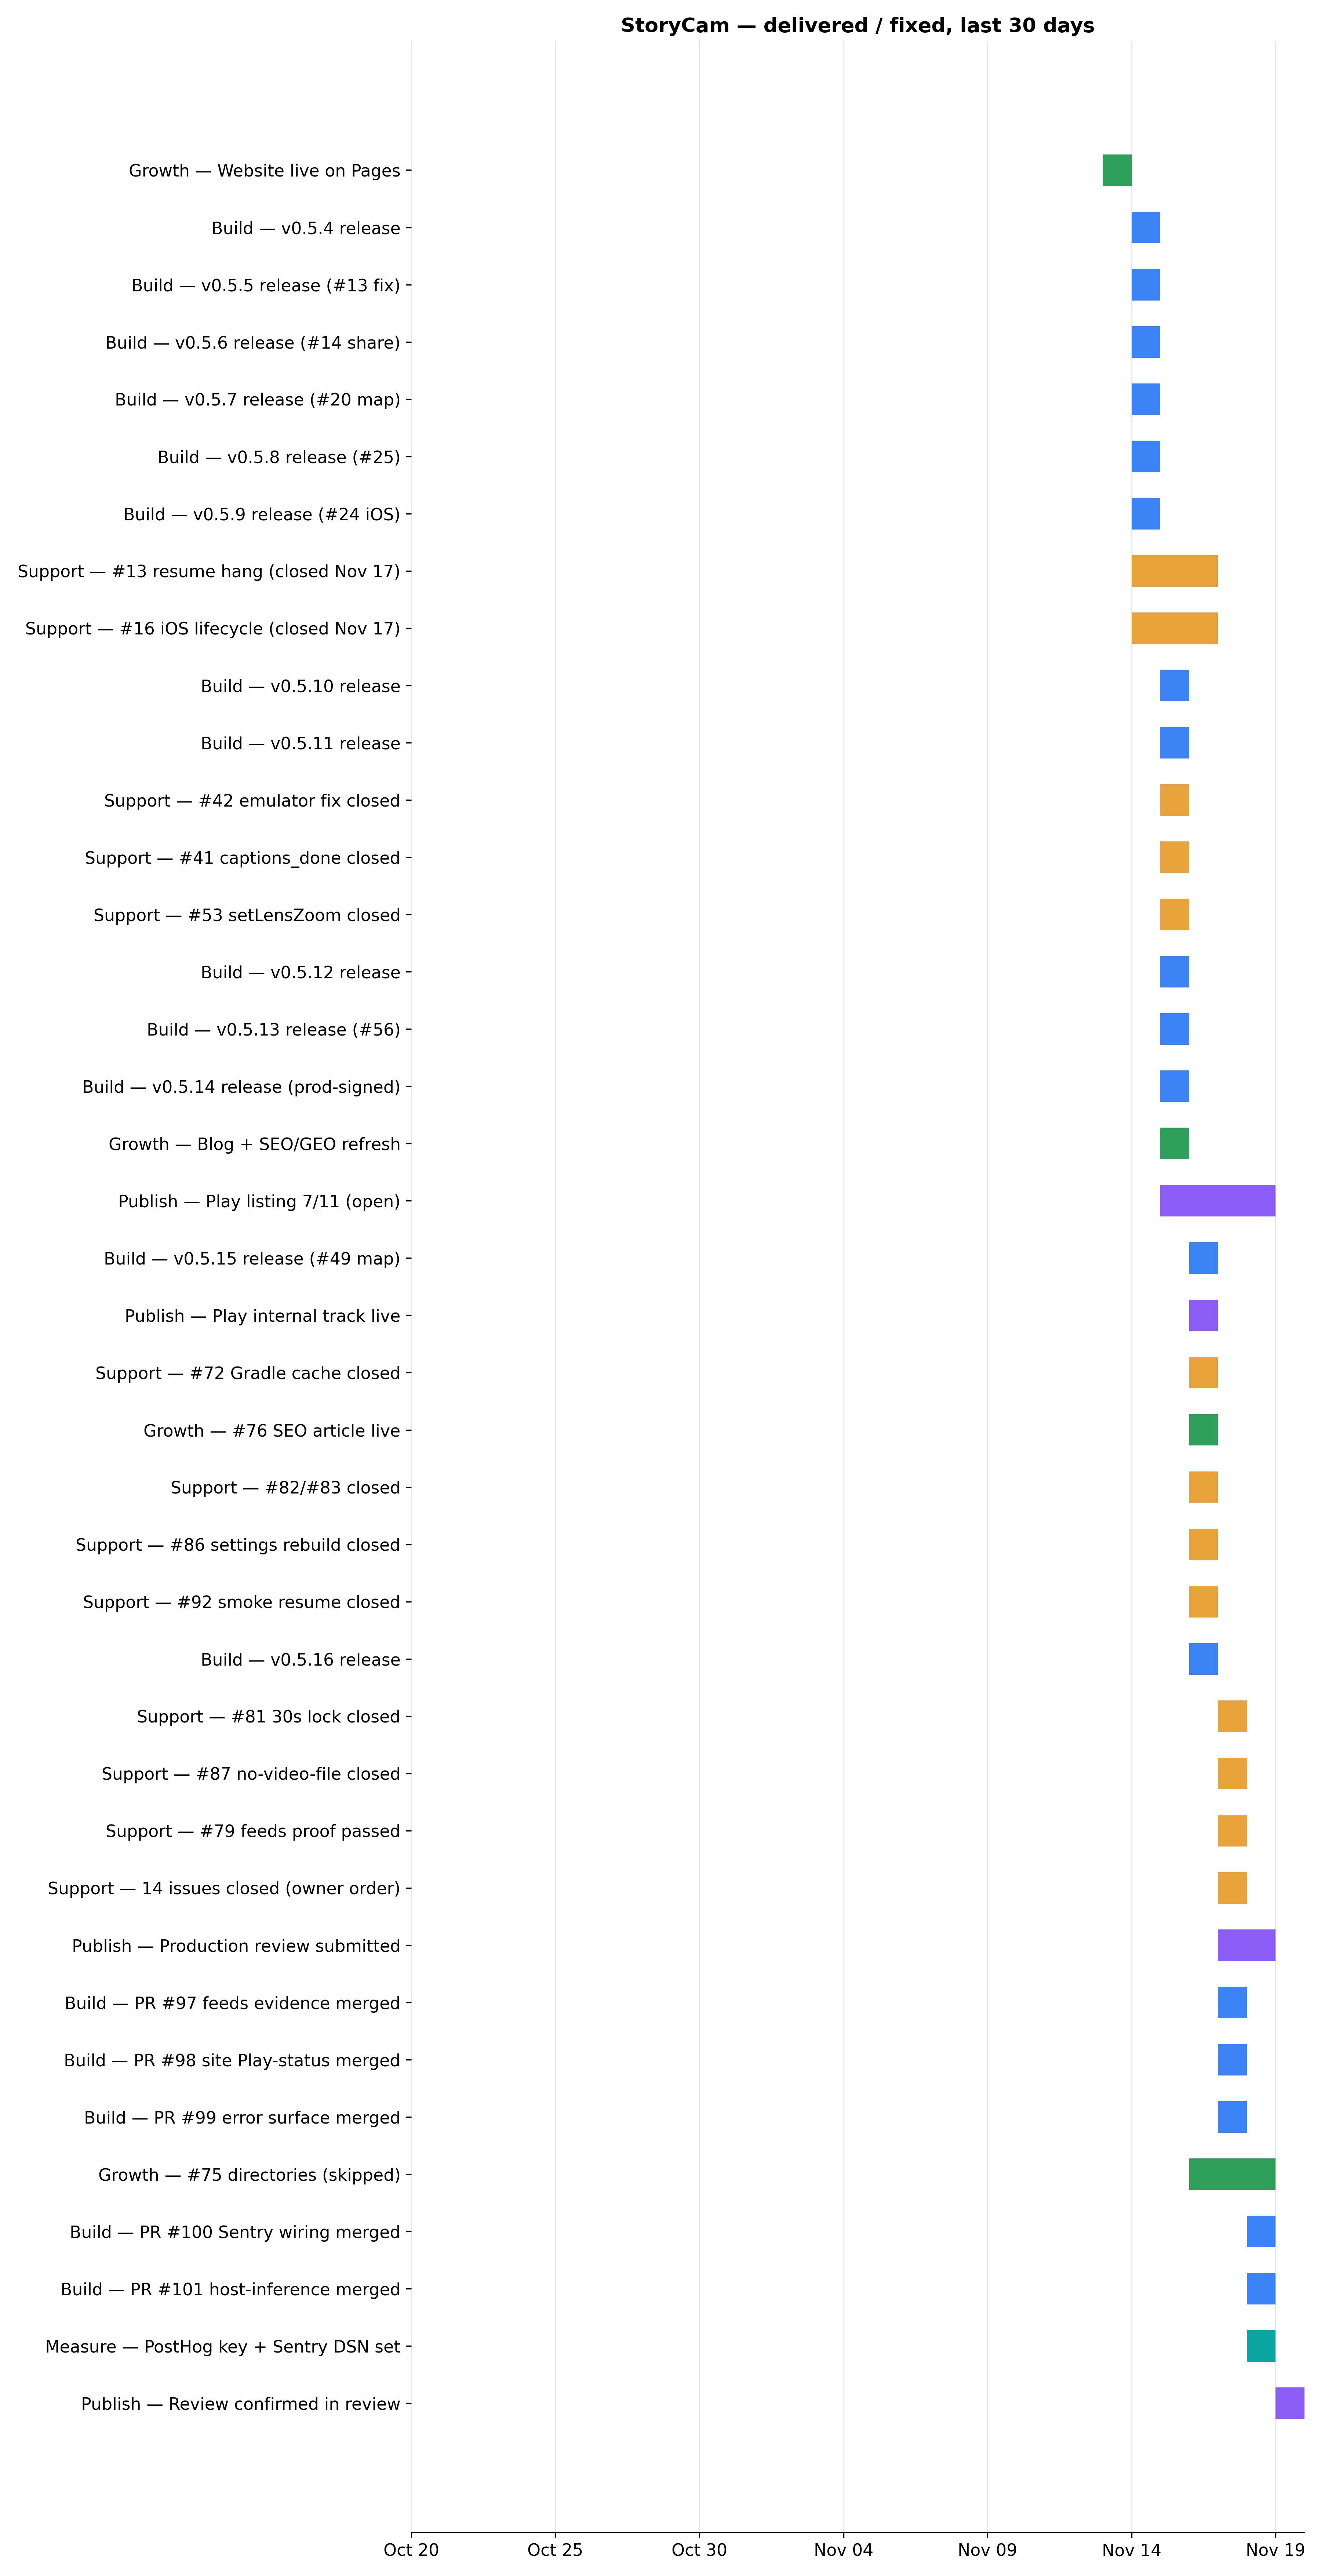 StoryCam — delivered / fixed, last 30 days
Growth — Website live on Pages
Build — v0.5.4 release
Build — v0.5.5 release (#13 fix)
Build — v0.5.6 release (#14 share)
Build — v0.5.7 release (#20 map)
Build — v0.5.8 release (#25)
Build — v0.5.9 release (#24 iOS)
Support — #13 resume hang (closed Nov 17)
Support — #16 iOS lifecycle (closed Nov 17)
Build — v0.5.10 release
Build — v0.5.11 release
Support — #42 emulator fix closed
Support — #41 captions_done closed
Support — #53 setLensZoom closed
Build — v0.5.12 release
Build — v0.5.13 release (#56)
Build — v0.5.14 release (prod-signed)
Growth — Blog + SEO/GEO refresh
Publish — Play listing 7/11 (open)
Build — v0.5.15 release (#49 map)
Publish — Play internal track live
Support — #72 Gradle cache closed
Growth — #76 SEO article live
Support — #82/#83 closed
Support — #86 settings rebuild closed
Support — #92 smoke resume closed
Build — v0.5.16 release
Support — #81 30s lock closed
Support — #87 no-video-file closed
Support — #79 feeds proof passed
Support — 14 issues closed (owner order)
Publish — Production review submitted
Build — PR #97 feeds evidence merged
Build — PR #98 site Play-status merged
Build — PR #99 error surface merged
Growth — #75 directories (skipped)
Build — PR #100 Sentry wiring merged
Build — PR #101 host-inference merged
Measure — PostHog key + Sentry DSN set
Publish — Review confirmed in review
Oct 20 Oct 25 Oct 30 Nov 04 Nov 09 Nov 14 Nov 19